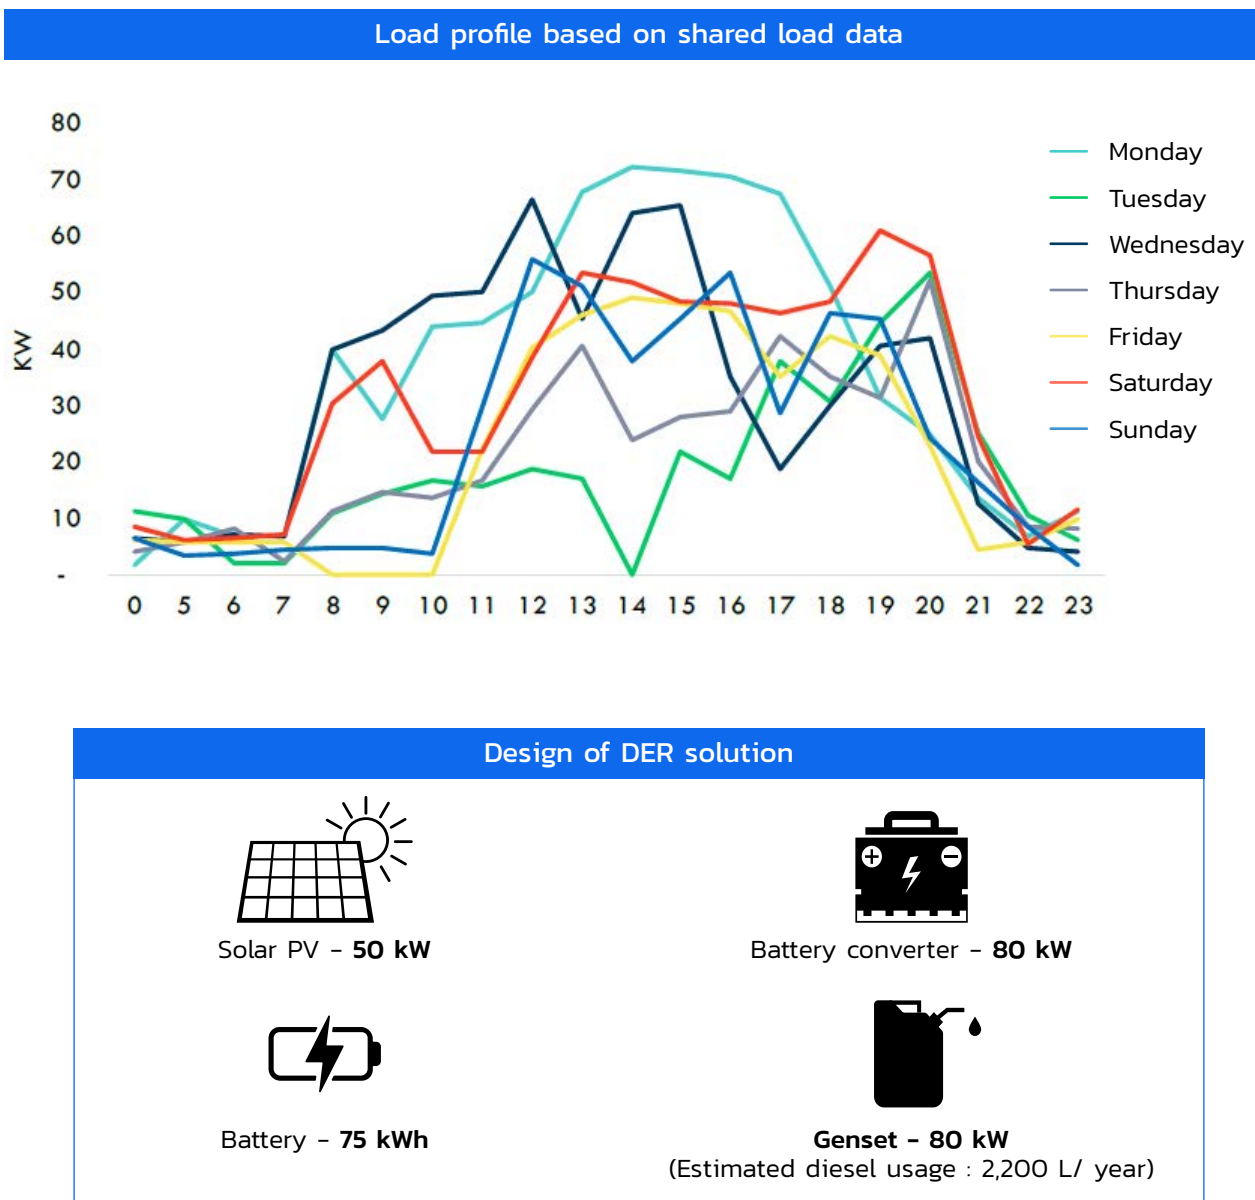 Load profile based on shared load data
80
70
60
50
40
30
20
10
-
KW
0 5 6 7 8 9 10 11 12 13 14 15 16 17 18 19 20 21 22 23
Monday
Tuesday
Wednesday
Thursday
Friday
Saturday
Sunday
Design of DER solution
Solar PV - 50 kW
Battery converter - 80 kW
Battery - 75 kWh
Genset - 80 kW
(Estimated diesel usage : 2,200 L/ year)